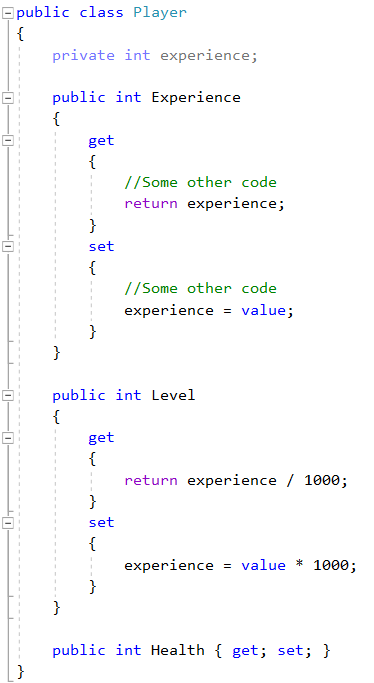 public class Player
{
    private int experience;

    public int Experience
    {
        get
        {
            //Some other code
            return experience;
        }
        set
        {
            //Some other code
            experience = value;
        }
    }

    public int Level
    {
        get
        {
            return experience / 1000;
        }
        set
        {
            experience = value * 1000;
        }
    }

    public int Health { get; set; }
}